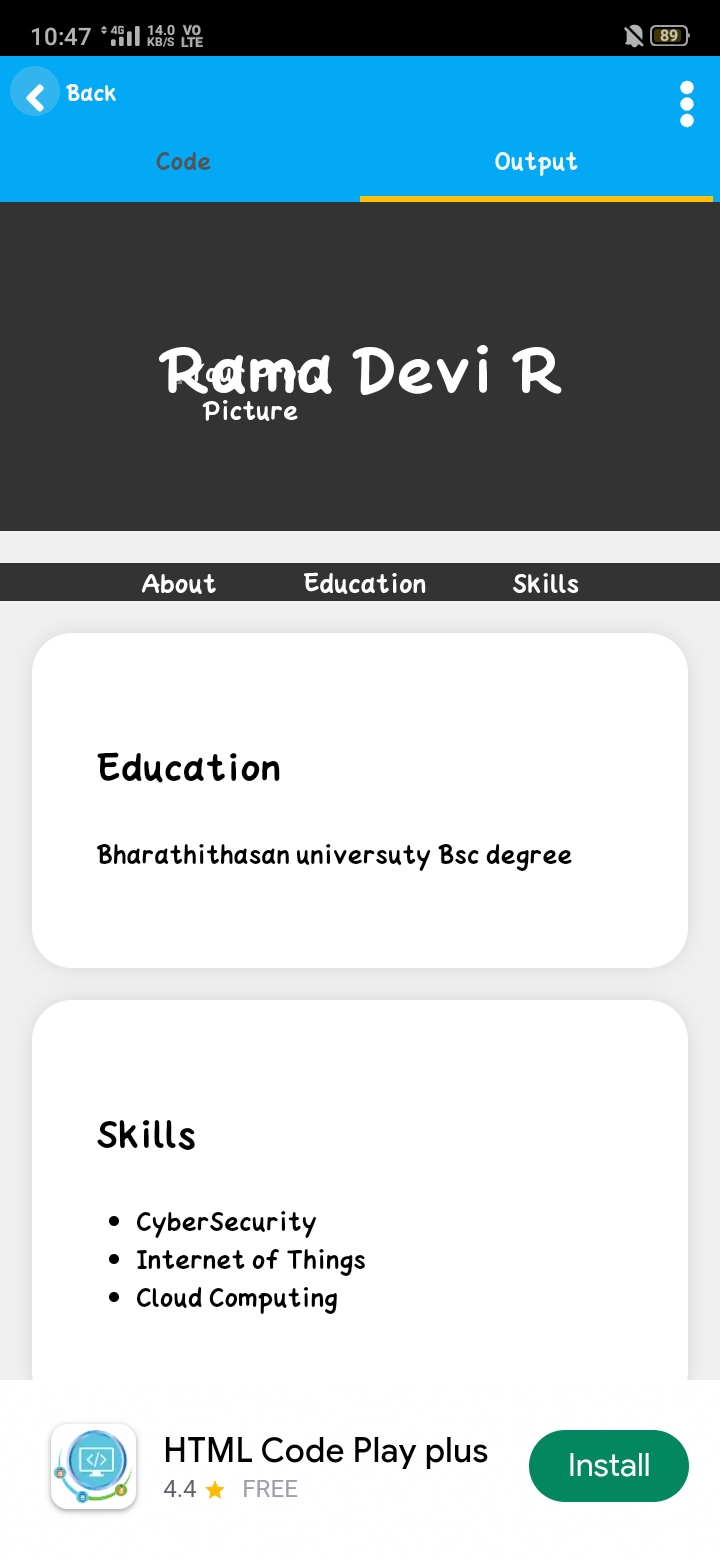 10:47 4G 14.0 KB/S VO LTE 89
Back
Code Output
Rama Devi R
Your
Picture
About Education Skills
Education
Bharathithasan universuty Bsc degree
Skills
CyberSecurity
Internet of Things
Cloud Computing
HTML Code Play plus
4.4 FREE
Install